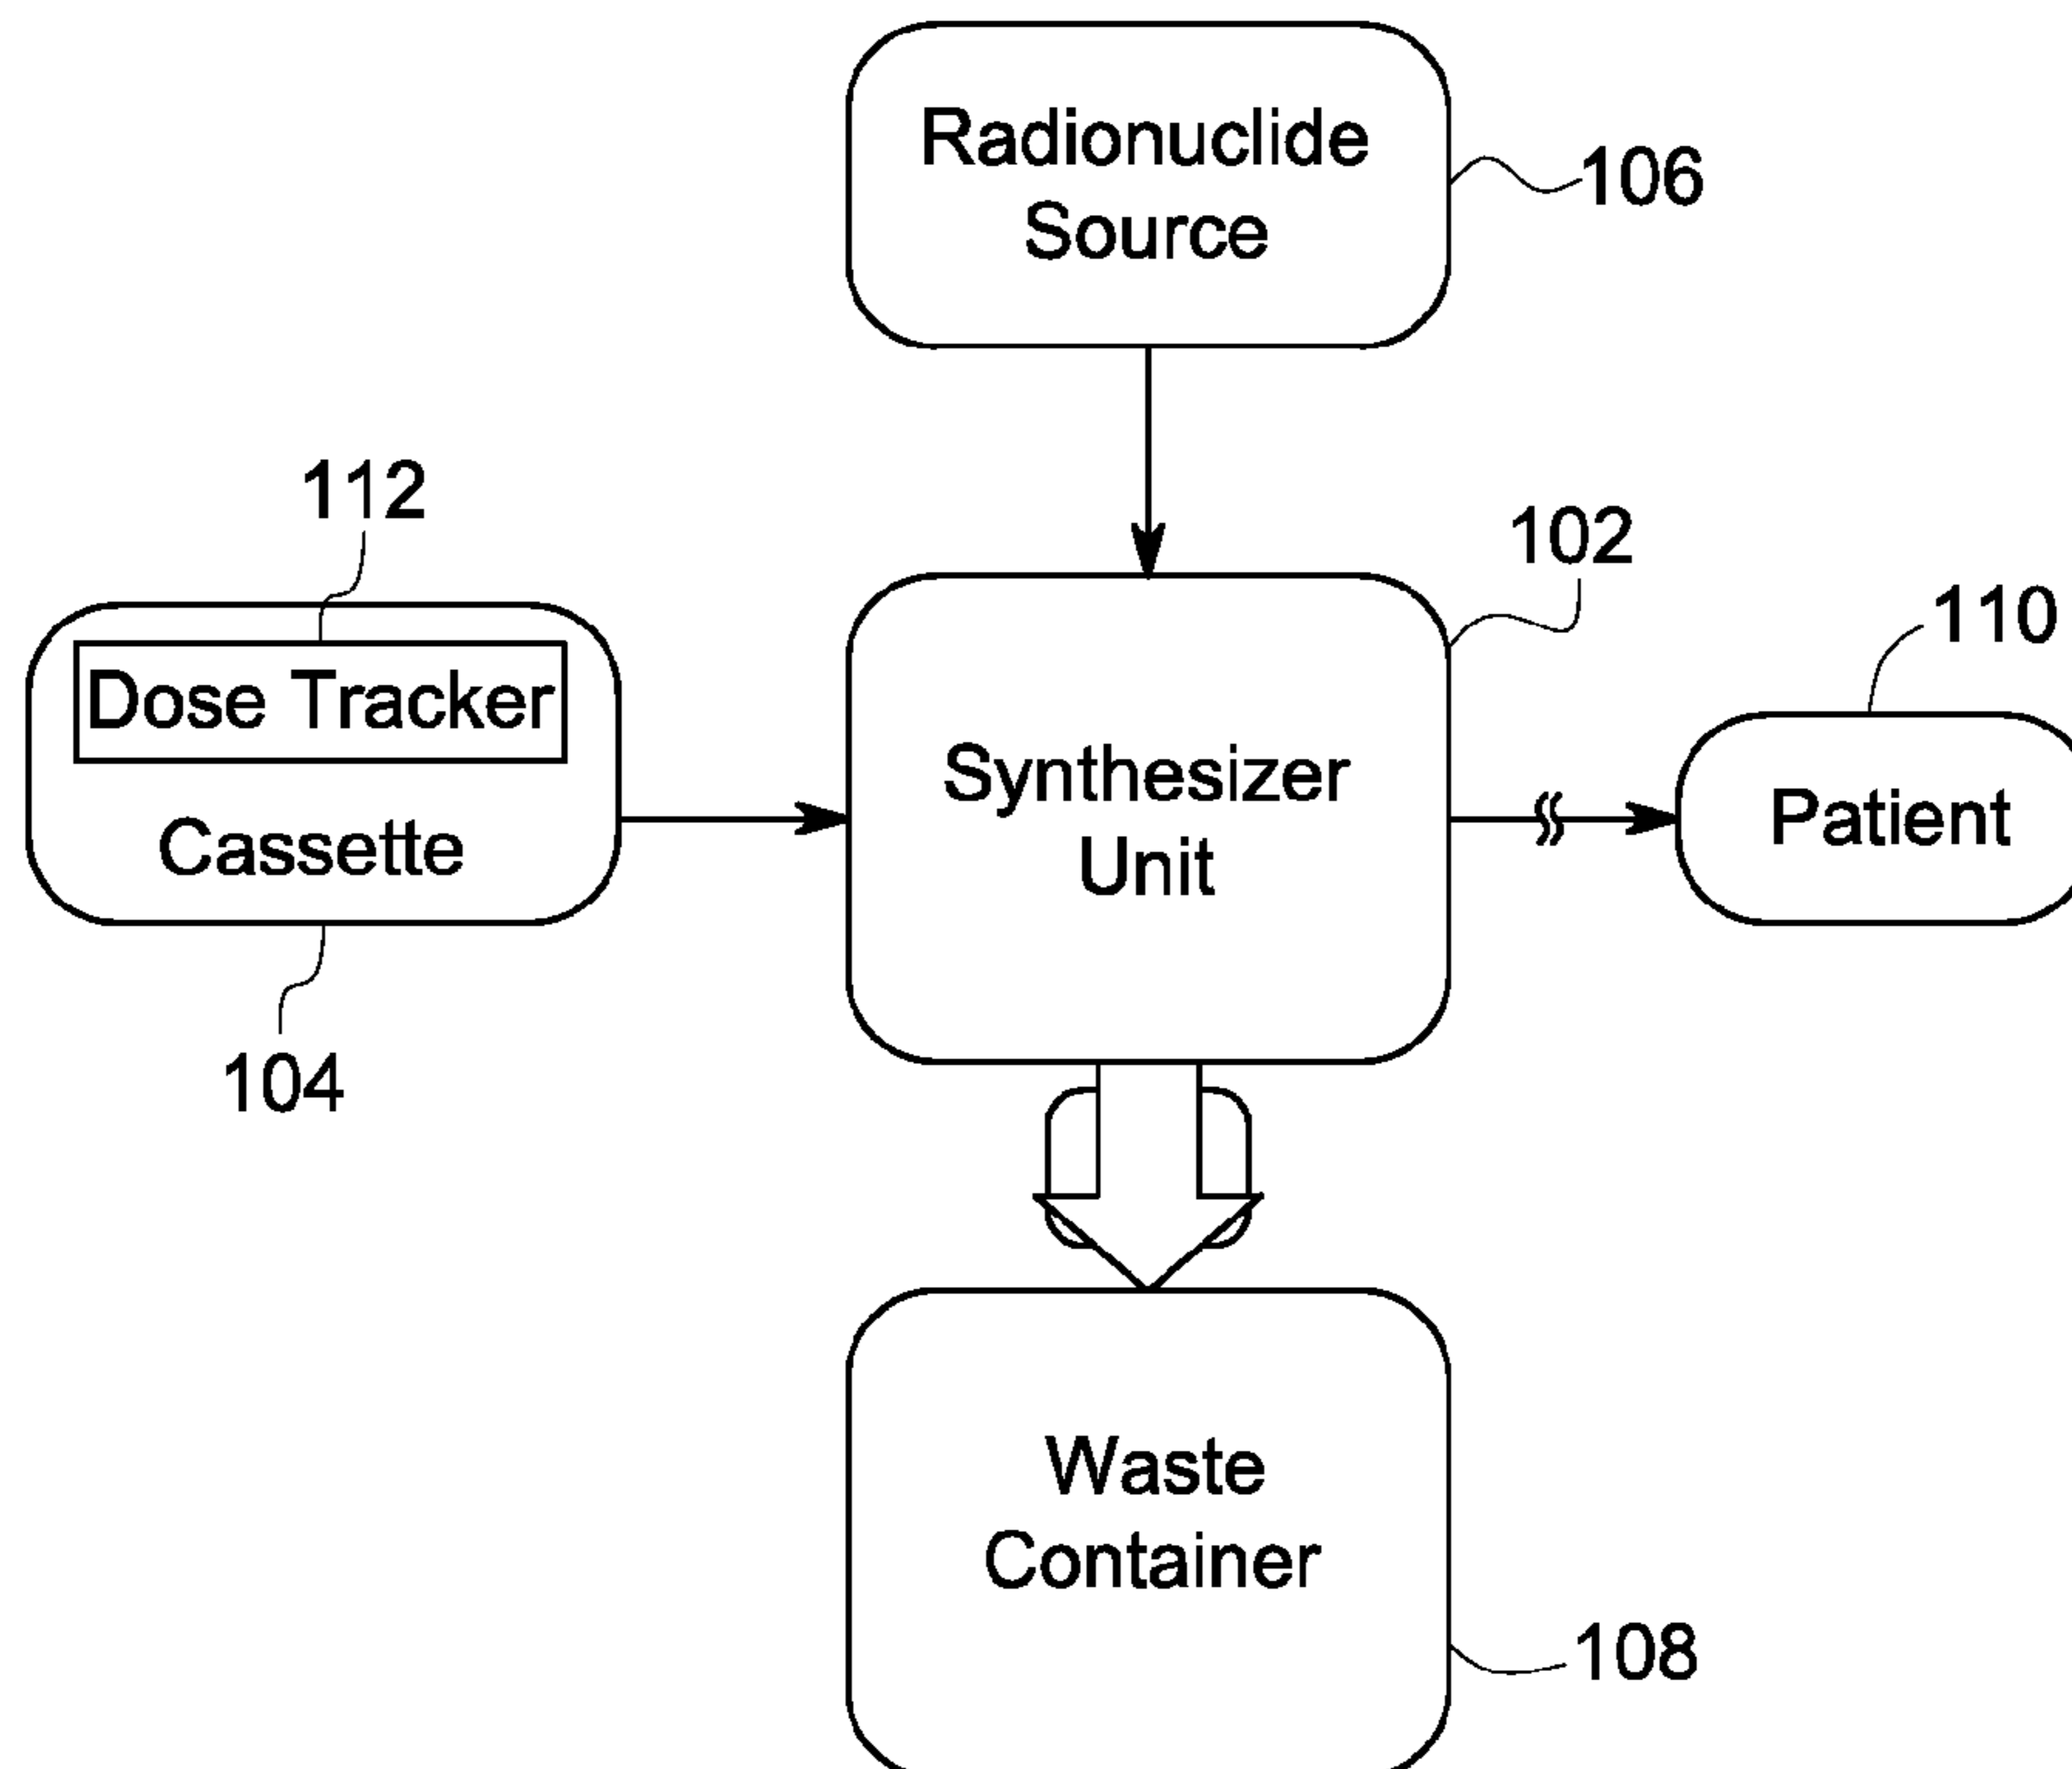 Radionuclide
Source
106
112
102
110
Dose Tracker
Cassette
Synthesizer
Unit
Patient
104
Waste
Container
108